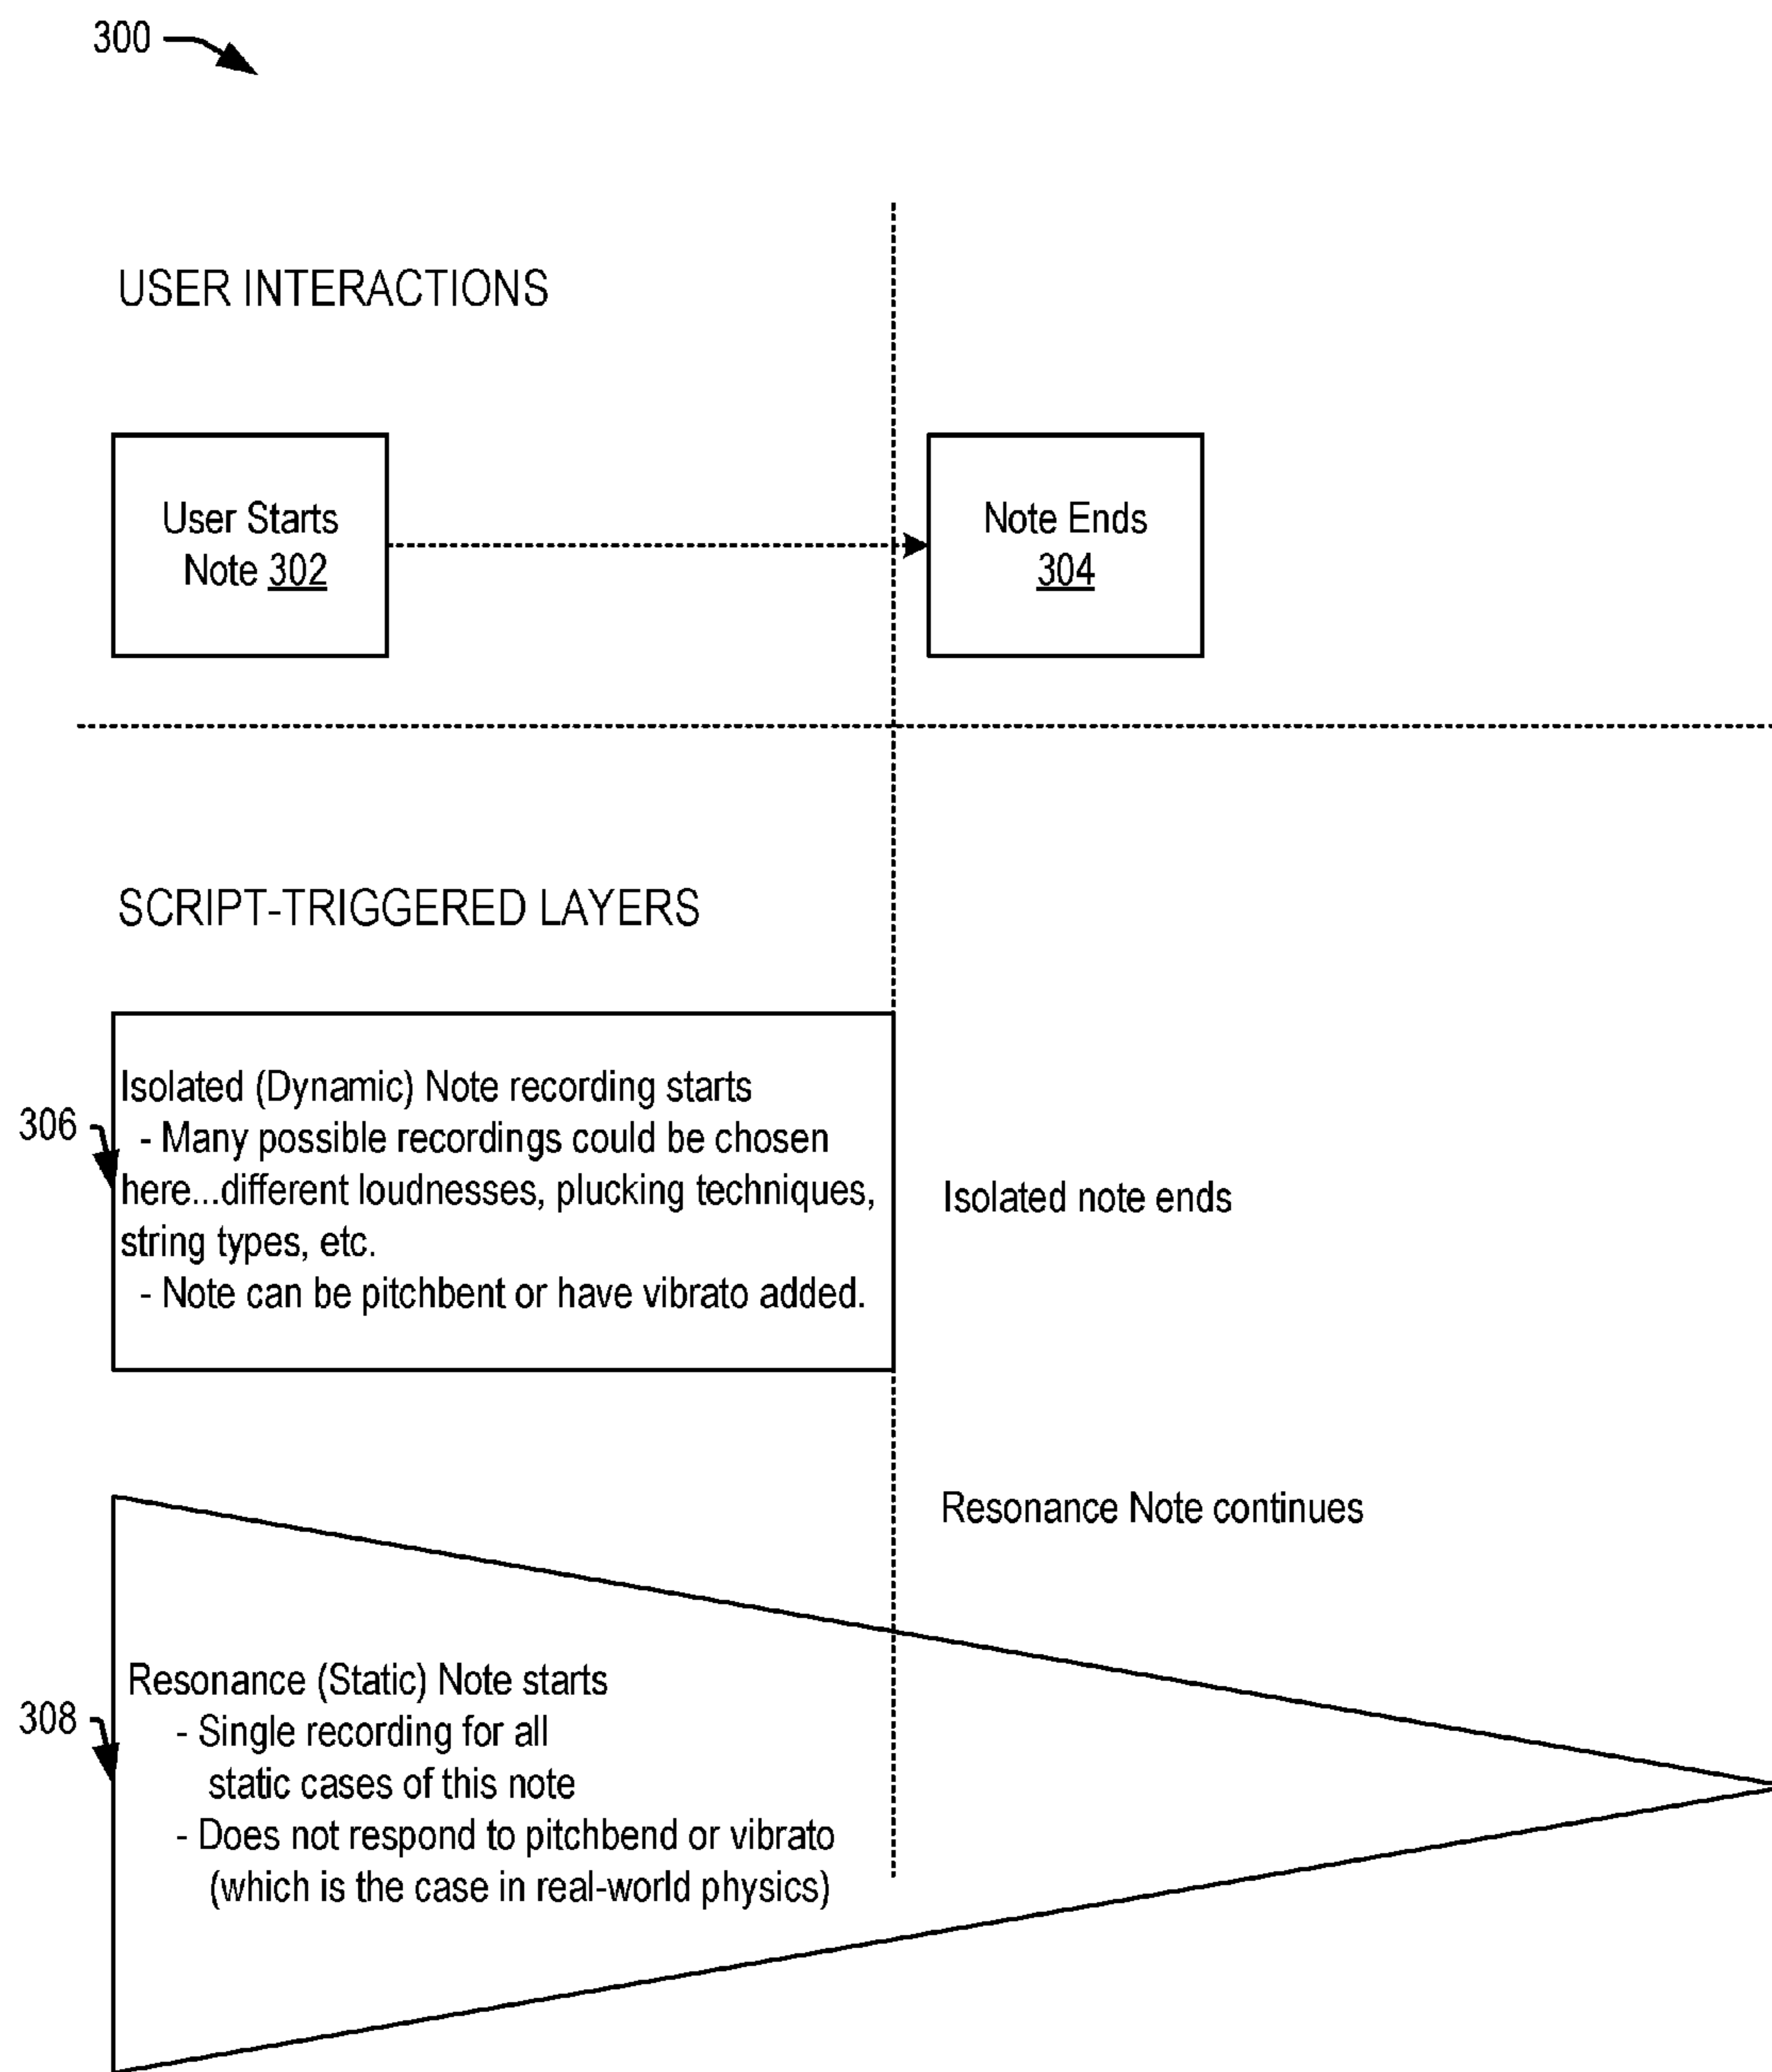 300
USER INTERACTIONS
User Starts
Note 302
Note Ends
304
SCRIPT-TRIGGERED LAYERS
306
Isolated (Dynamic) Note recording starts
- Many possible recordings could be chosen
here...different loudnesses, plucking techniques,
string types, etc.
- Note can be pitchbent or have vibrato added.
Isolated note ends
Resonance Note continues
308
Resonance (Static) Note starts
- Single recording for all
static cases of this note
- Does not respond to pitchbend or vibrato
(which is the case in real-world physics)